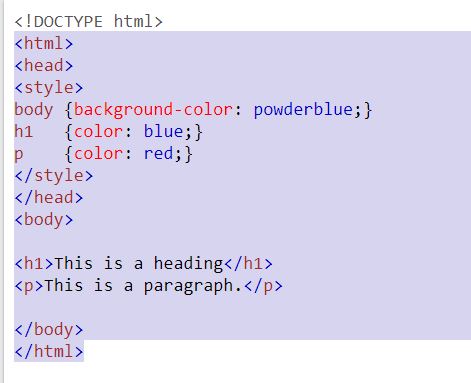 <!DOCTYPE html>
<html>
<head>
<style>
body {background-color: powderblue;}
h1   {color: blue;}
p    {color: red;}
</style>
</head>
<body>

<h1>This is a heading</h1>
<p>This is a paragraph.</p>

</body>
</html>